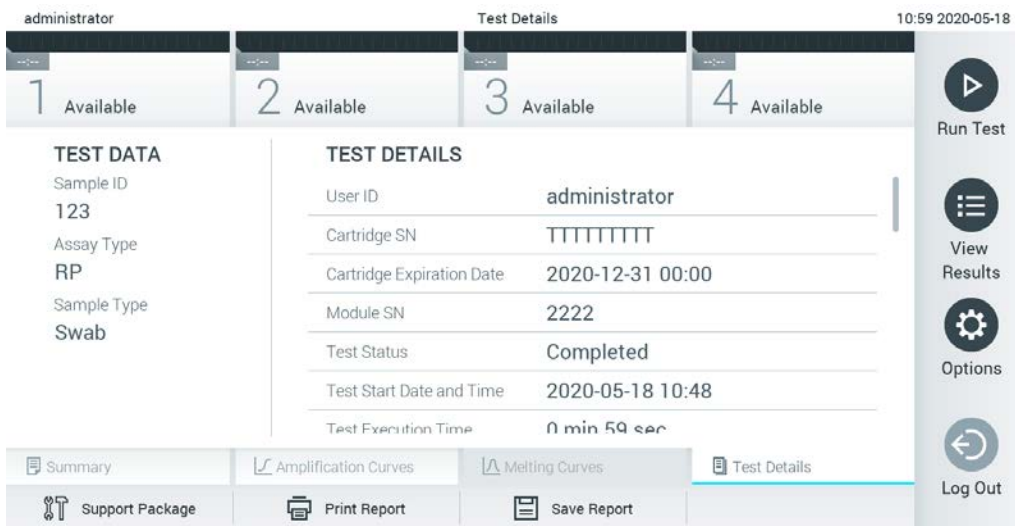 administrator
Test Details
10:59 2020-05-18
--:--
--:--
--:--
--:--
1 Available
2 Available
3 Available
4 Available
Run Test
View
Results
Options
Log Out
TEST DATA
Sample ID
123
Assay Type
RP
Sample Type
Swab
TEST DETAILS
User ID administrator
Cartridge SN TTTTTTTTT
Cartridge Expiration Date 2020-12-31 00:00
Module SN 2222
Test Status Completed
Test Start Date and Time 2020-05-18 10:48
Test Execution Time 0 min 59 sec
Summary
Amplification Curves
Melting Curves
Test Details
Support Package
Print Report
Save Report